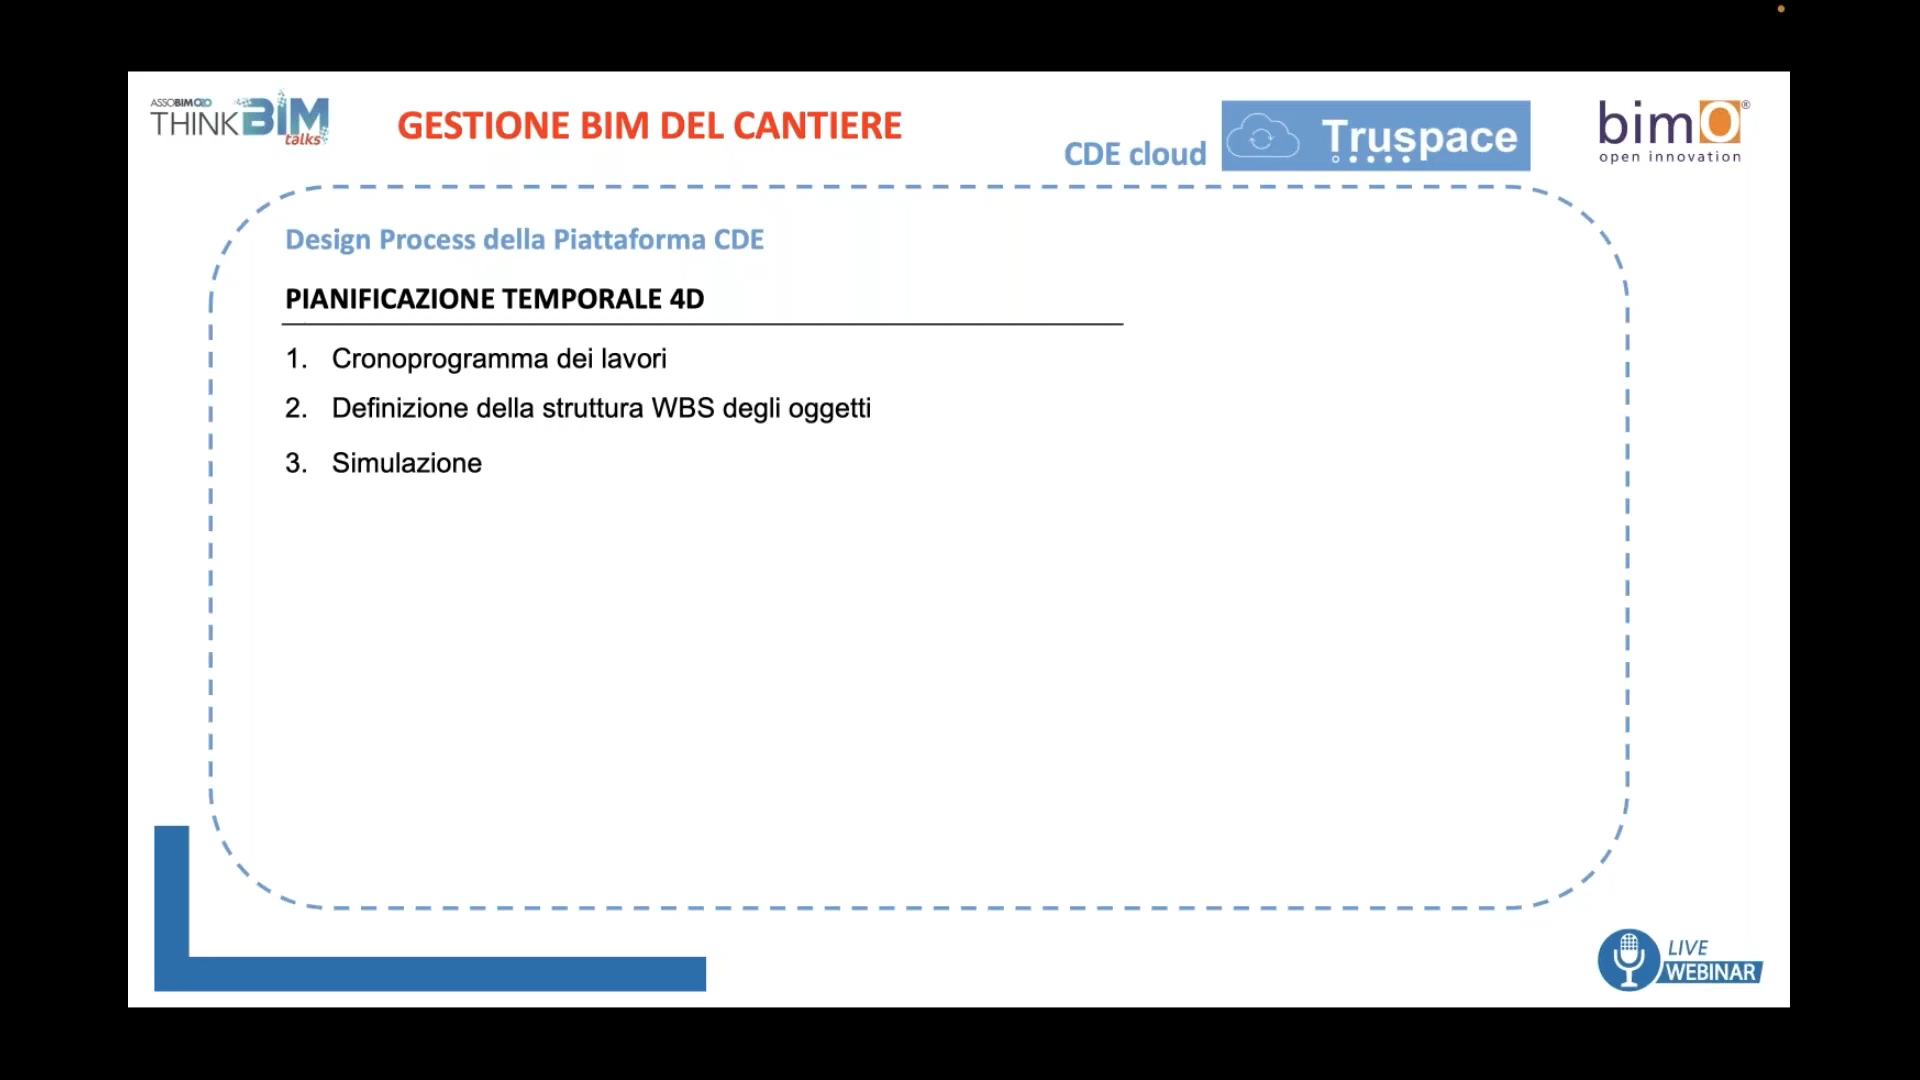 ASSOBIM
THINKBIM
talks
GESTIONE BIM DEL CANTIERE
CDE cloud
Truspace
bimO®
open innovation
Design Process della Piattaforma CDE
PIANIFICAZIONE TEMPORALE 4D
1. Cronoprogramma dei lavori
2. Definizione della struttura WBS degli oggetti
3. Simulazione
LIVE
WEBINAR